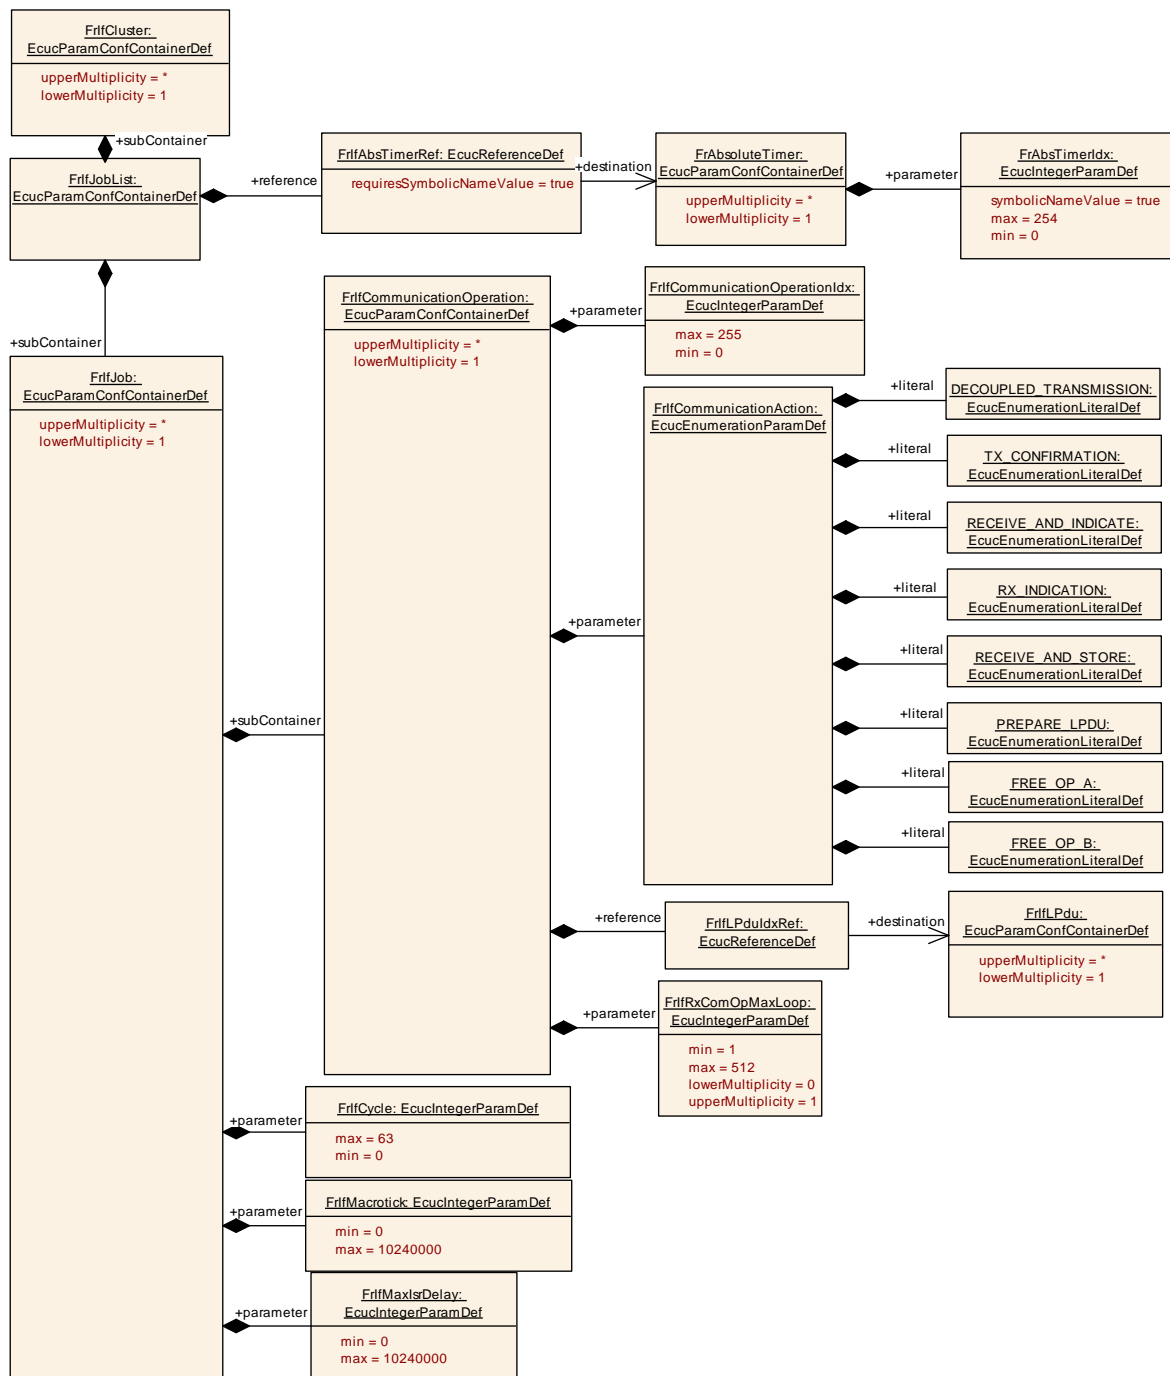 FrIfCluster:
EcucParamConfContainerDef
upperMultiplicity = *
lowerMultiplicity = 1
+subContainer
FrIfJobList:
EcucParamConfContainerDef
+reference
FrIfAbsTimerRef: EcucReferenceDef
requiresSymbolicNameValue = true
+destination
FrAbsoluteTimer:
EcucParamConfContainerDef
upperMultiplicity = *
lowerMultiplicity = 1
+parameter
FrAbsTimerIdx:
EcucIntegerParamDef
symbolicNameValue = true
max = 254
min = 0
+subContainer
FrIfJob:
EcucParamConfContainerDef
upperMultiplicity = *
lowerMultiplicity = 1
+subContainer
FrIfCommunicationOperation:
EcucParamConfContainerDef
upperMultiplicity = *
lowerMultiplicity = 1
+parameter
FrIfCommunicationOperationIdx:
EcucIntegerParamDef
max = 255
min = 0
+parameter
FrIfCommunicationAction:
EcucEnumerationParamDef
+literal
DECOUPLED_TRANSMISSION:
EcucEnumerationLiteralDef
+literal
TX_CONFIRMATION:
EcucEnumerationLiteralDef
+literal
RECEIVE_AND_INDICATE:
EcucEnumerationLiteralDef
+literal
RX_INDICATION:
EcucEnumerationLiteralDef
+literal
RECEIVE_AND_STORE:
EcucEnumerationLiteralDef
+literal
PREPARE_LPDU:
EcucEnumerationLiteralDef
+literal
FREE_OP_A:
EcucEnumerationLiteralDef
+literal
FREE_OP_B:
EcucEnumerationLiteralDef
+reference
FrIfLPduIdxRef:
EcucReferenceDef
+destination
FrIfLPdu:
EcucParamConfContainerDef
upperMultiplicity = *
lowerMultiplicity = 1
+parameter
FrIfRxComOpMaxLoop:
EcucIntegerParamDef
min = 1
max = 512
lowerMultiplicity = 0
upperMultiplicity = 1
+parameter
FrIfCycle: EcucIntegerParamDef
max = 63
min = 0
+parameter
FrIfMacrotick: EcucIntegerParamDef
min = 0
max = 10240000
+parameter
FrIfMaxIsrDelay:
EcucIntegerParamDef
min = 0
max = 10240000